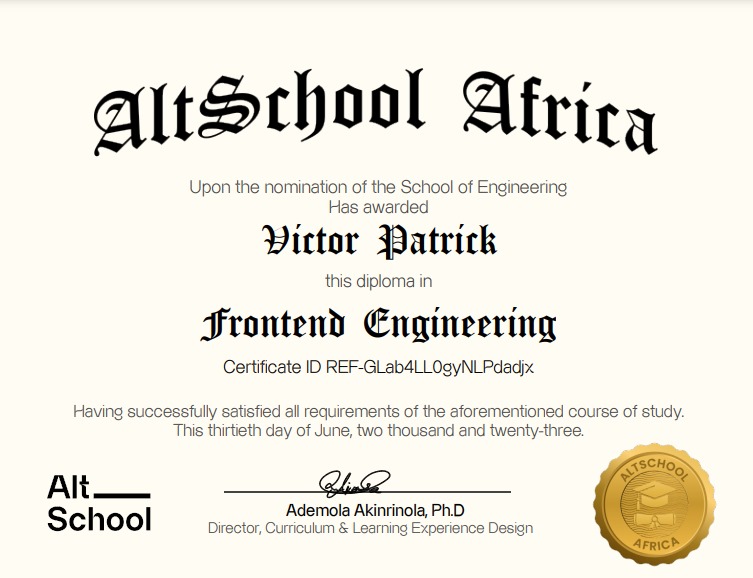 AltSchool Africa
Upon the nomination of the School of Engineering
Has awarded
Victor Patrick
this diploma in
Frontend Engineering
Certificate ID REF-GLab4LL0gyNLPdadjx
Having successfully satisfied all requirements of the aforementioned course of study.
This thirtieth day of June, two thousand and twenty-three.
Alt
School
Ademola Akinrinola, Ph.D
Director, Curriculum & Learning Experience Design
ALTSCHOOL
AFRICA